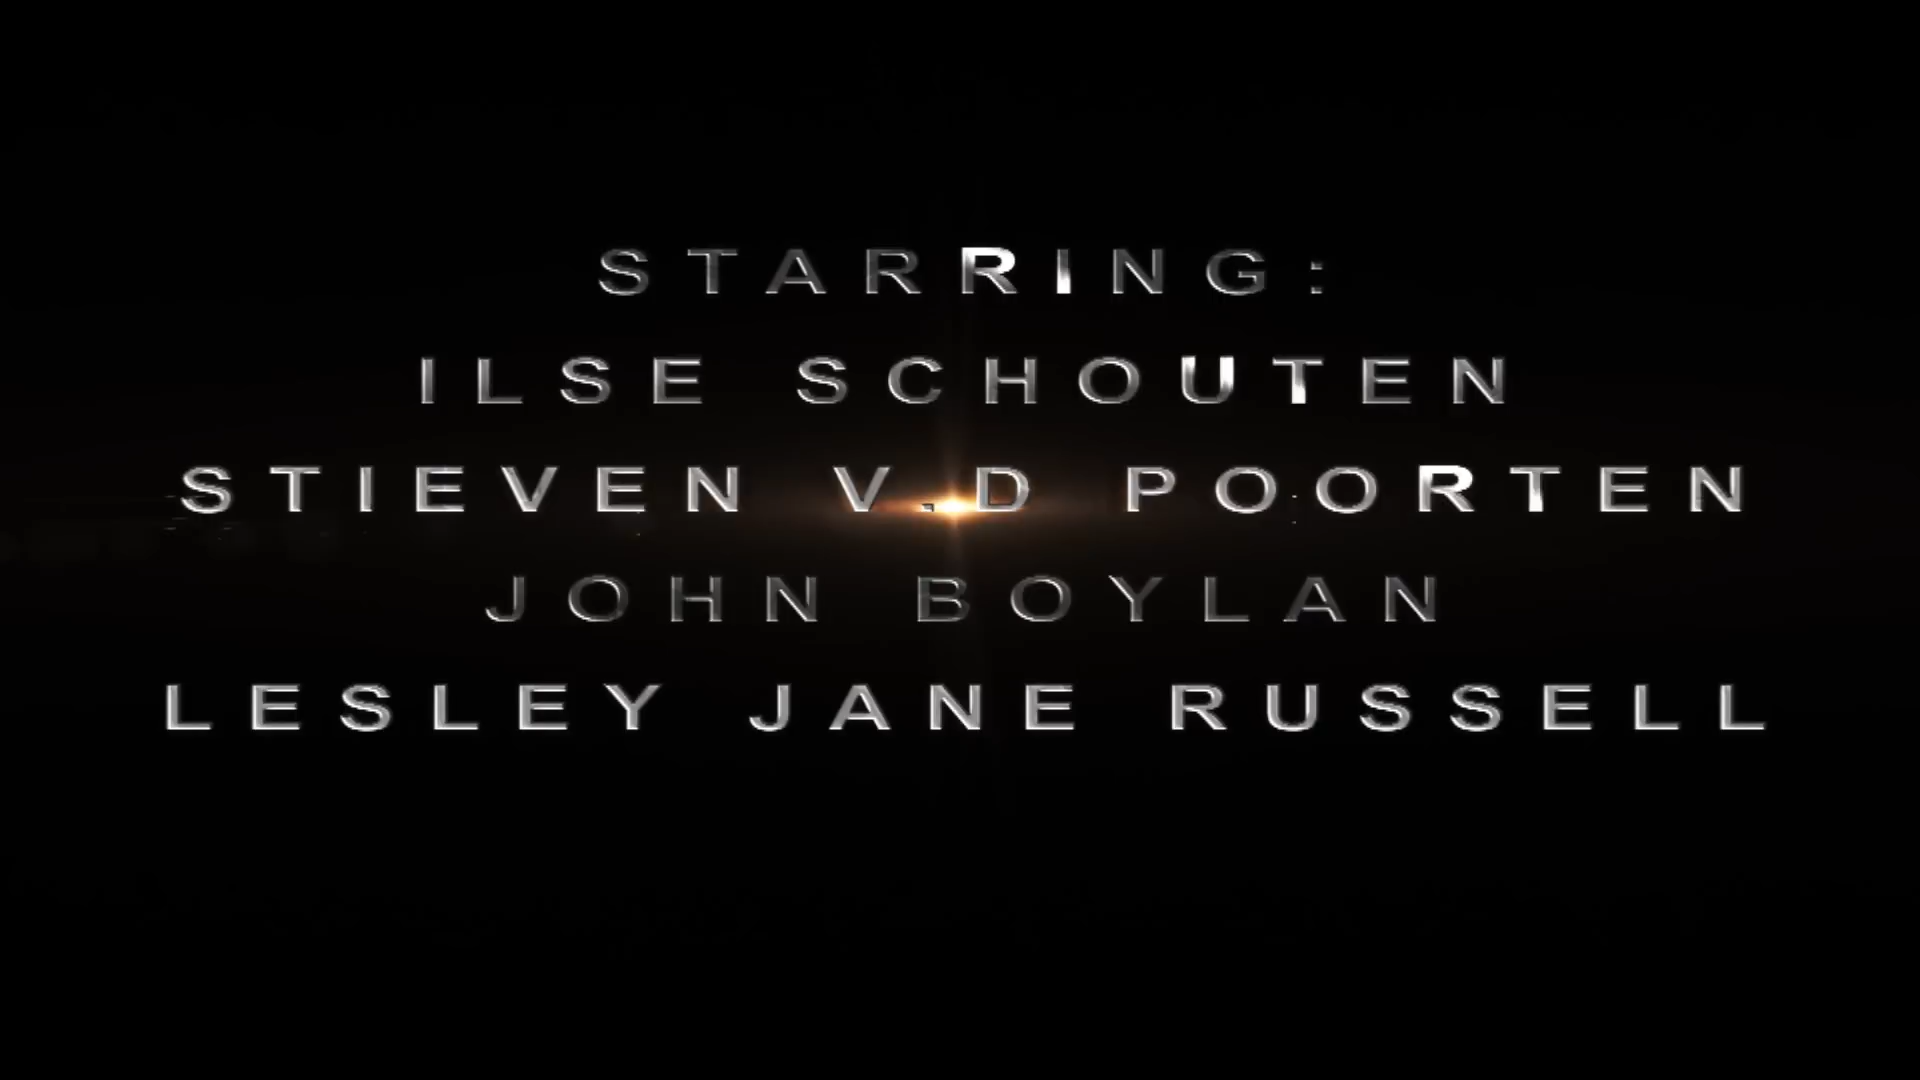 STARRING:
ILSE SCHOUTEN
STIEVEN V.D POORTEN
JOHN BOYLAN
LESLEY JANE RUSSELL